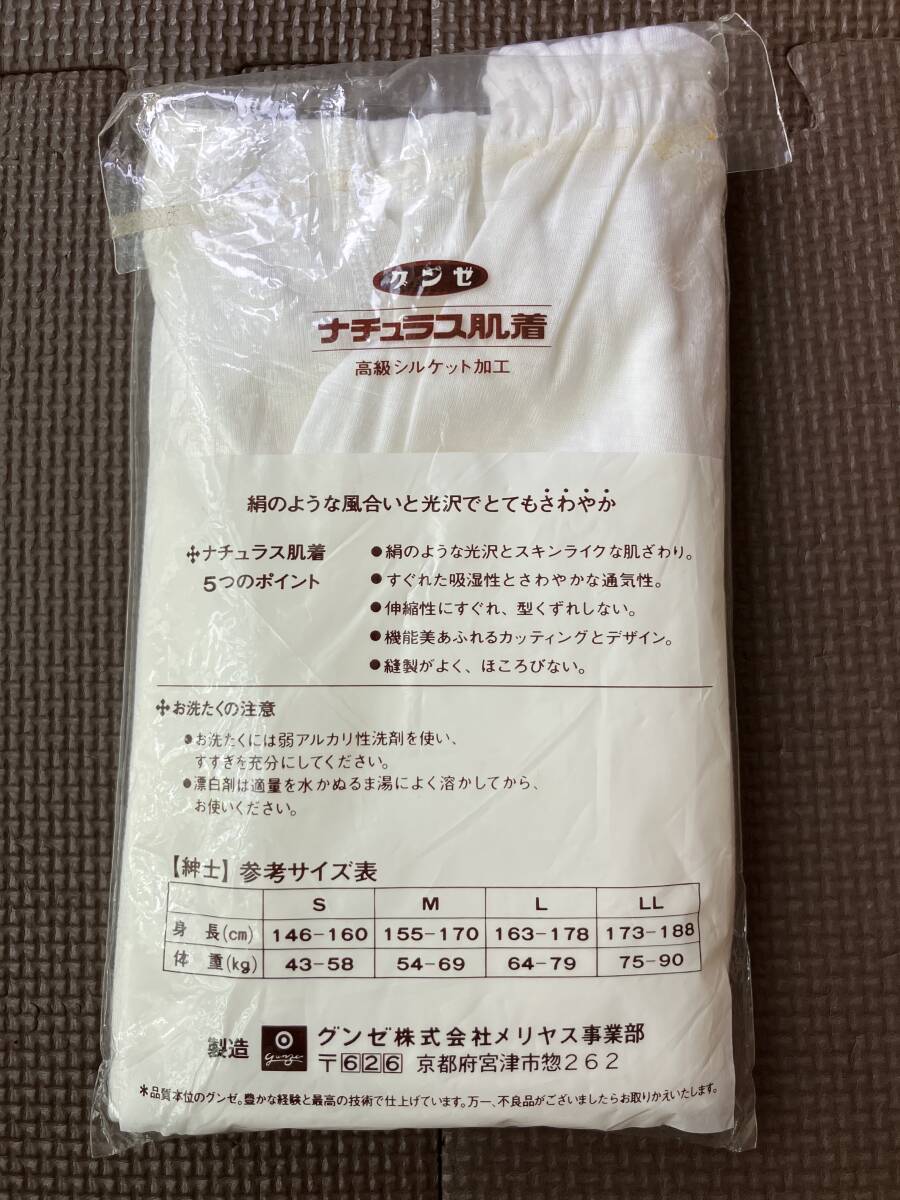 グンゼ
ナチュラス肌着
高級シルケット加工
絹のような風合いと光沢でとてもさわやか
ナチュラス肌着
5つのポイント
●絹のような光沢とスキンライクな肌ざわり。
●すぐれた吸湿性とさわやかな通気性。
●伸縮性にすぐれ、型くずれしない。
●機能美あふれるカッティングとデザイン。
●縫製がよく、ほころびない。
お洗たくの注意
●お洗たくには弱アルカリ性洗剤を使い、
すすぎを充分にしてください。
●漂白剤は適量を水かぬるま湯によく溶かしてから、
お使いください。
【紳士】参考サイズ表
S M L LL
身長(cm) 146-160 155-170 163-178 173-188
体重(kg) 43-58 54-69 64-79 75-90
製造 gunze グンゼ株式会社メリヤス事業部
〒626 京都府宮津市惣262
*品質本位のグンゼ。豊かな経験と最高の技術で仕上げています。万一、不良品がございましたらお取りかえいたします。